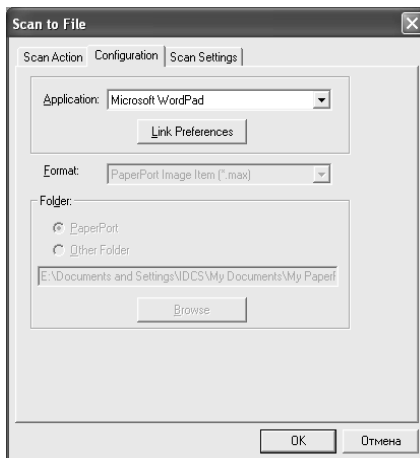 Scan to File
Scan Action Configuration Scan Settings
Application: Microsoft WordPad
Link Preferences
Format: PaperPort Image Item (*.max)
Folder:
PaperPort
Other Folder
E:\Documents and Settings\IDCS\My Documents\My Paperf
Browse
OK Отмена